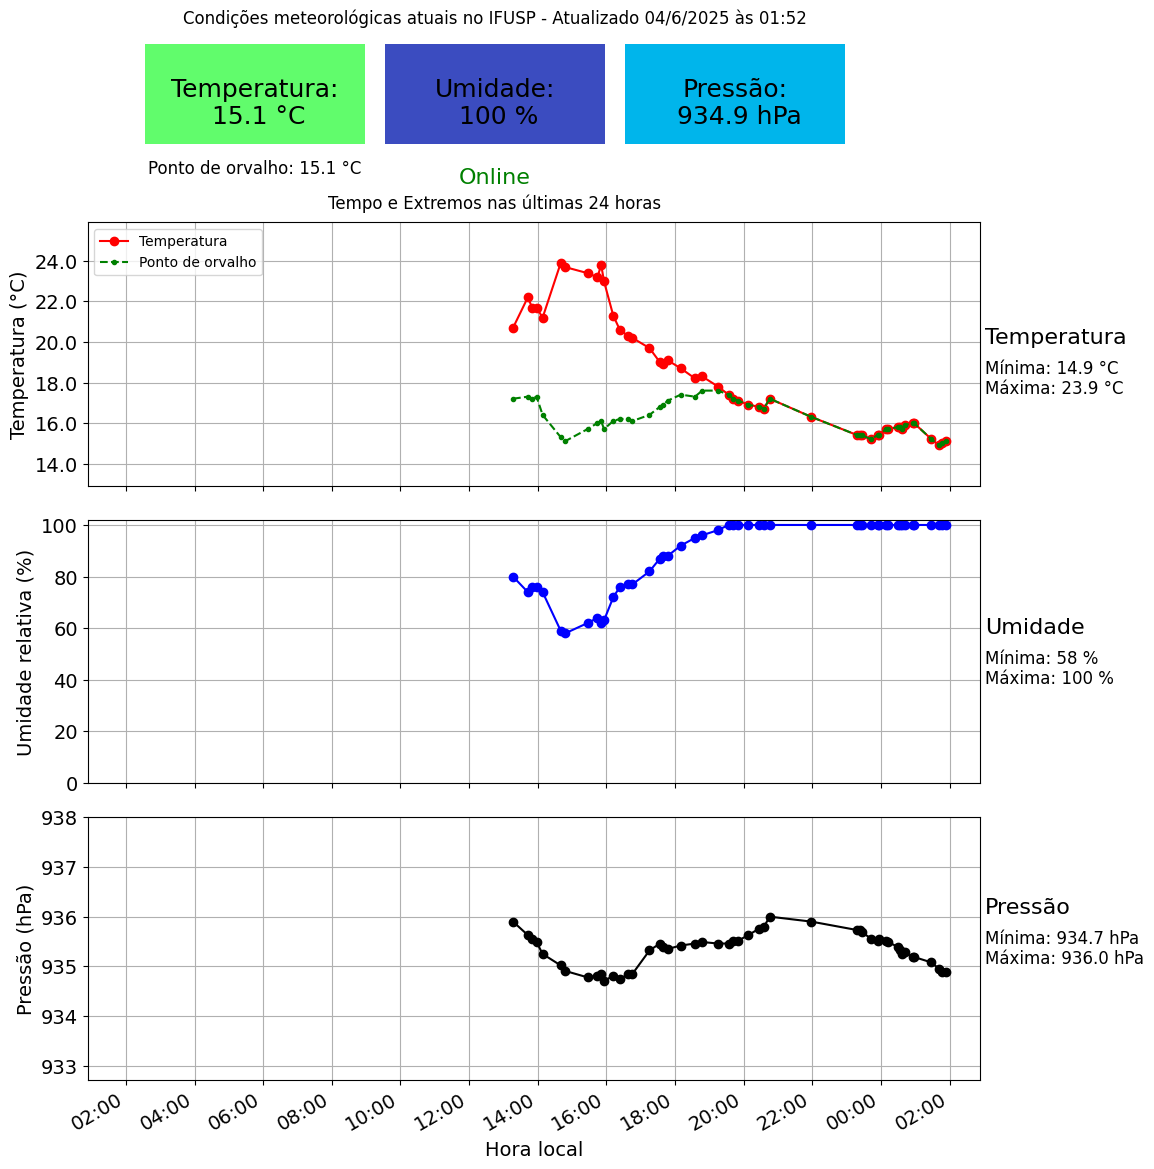 Condições meteorológicas atuais no IFUSP - Atualizado 04/6/2025 às 01:52
Temperatura:
15.1 °C
Umidade:
100 %
Pressão:
934.9 hPa
Ponto de orvalho: 15.1 °C
Online
Tempo e Extremos nas últimas 24 horas
Temperatura
Ponto de orvalho
Temperatura (°C)
24.0
22.0
20.0
18.0
16.0
14.0
Temperatura
Mínima: 14.9 °C
Máxima: 23.9 °C
Umidade relativa (%)
100
80
60
40
20
0
Umidade
Mínima: 58 %
Máxima: 100 %
Pressão (hPa)
938
937
936
935
934
933
Pressão
Mínima: 934.7 hPa
Máxima: 936.0 hPa
02:00
04:00
06:00
08:00
10:00
12:00
14:00
16:00
18:00
20:00
22:00
00:00
02:00
Hora local